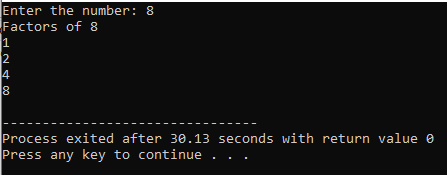 Enter the number: 8
Factors of 8
1
2
4
8
--------------------------------
Process exited after 30.13 seconds with return value 0
Press any key to continue . . .